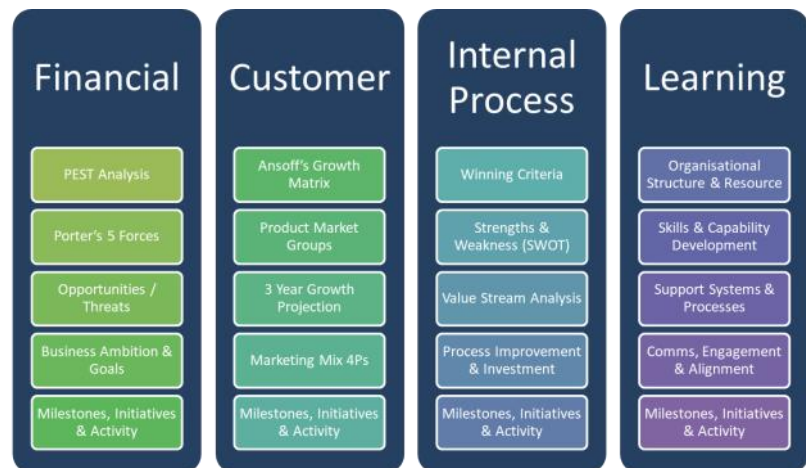 Financial
PEST Analysis
Porter's 5 Forces
Opportunities /
Threats
Business Ambition &
Goals
Milestones, Initiatives
& Activity
Customer
Ansoff's Growth
Matrix
Product Market
Groups
3 Year Growth
Projection
Marketing Mix 4Ps
Milestones, Initiatives
& Activity
Internal
Process
Winning Criteria
Strengths &
Weakness (SWOT)
Value Stream Analysis
Process Improvement
& Investment
Milestones, Initiatives
& Activity
Learning
Organisational
Structure & Resource
Skills & Capability
Development
Support Systems &
Processes
Comms, Engagement
& Alignment
Milestones, Initiatives
& Activity